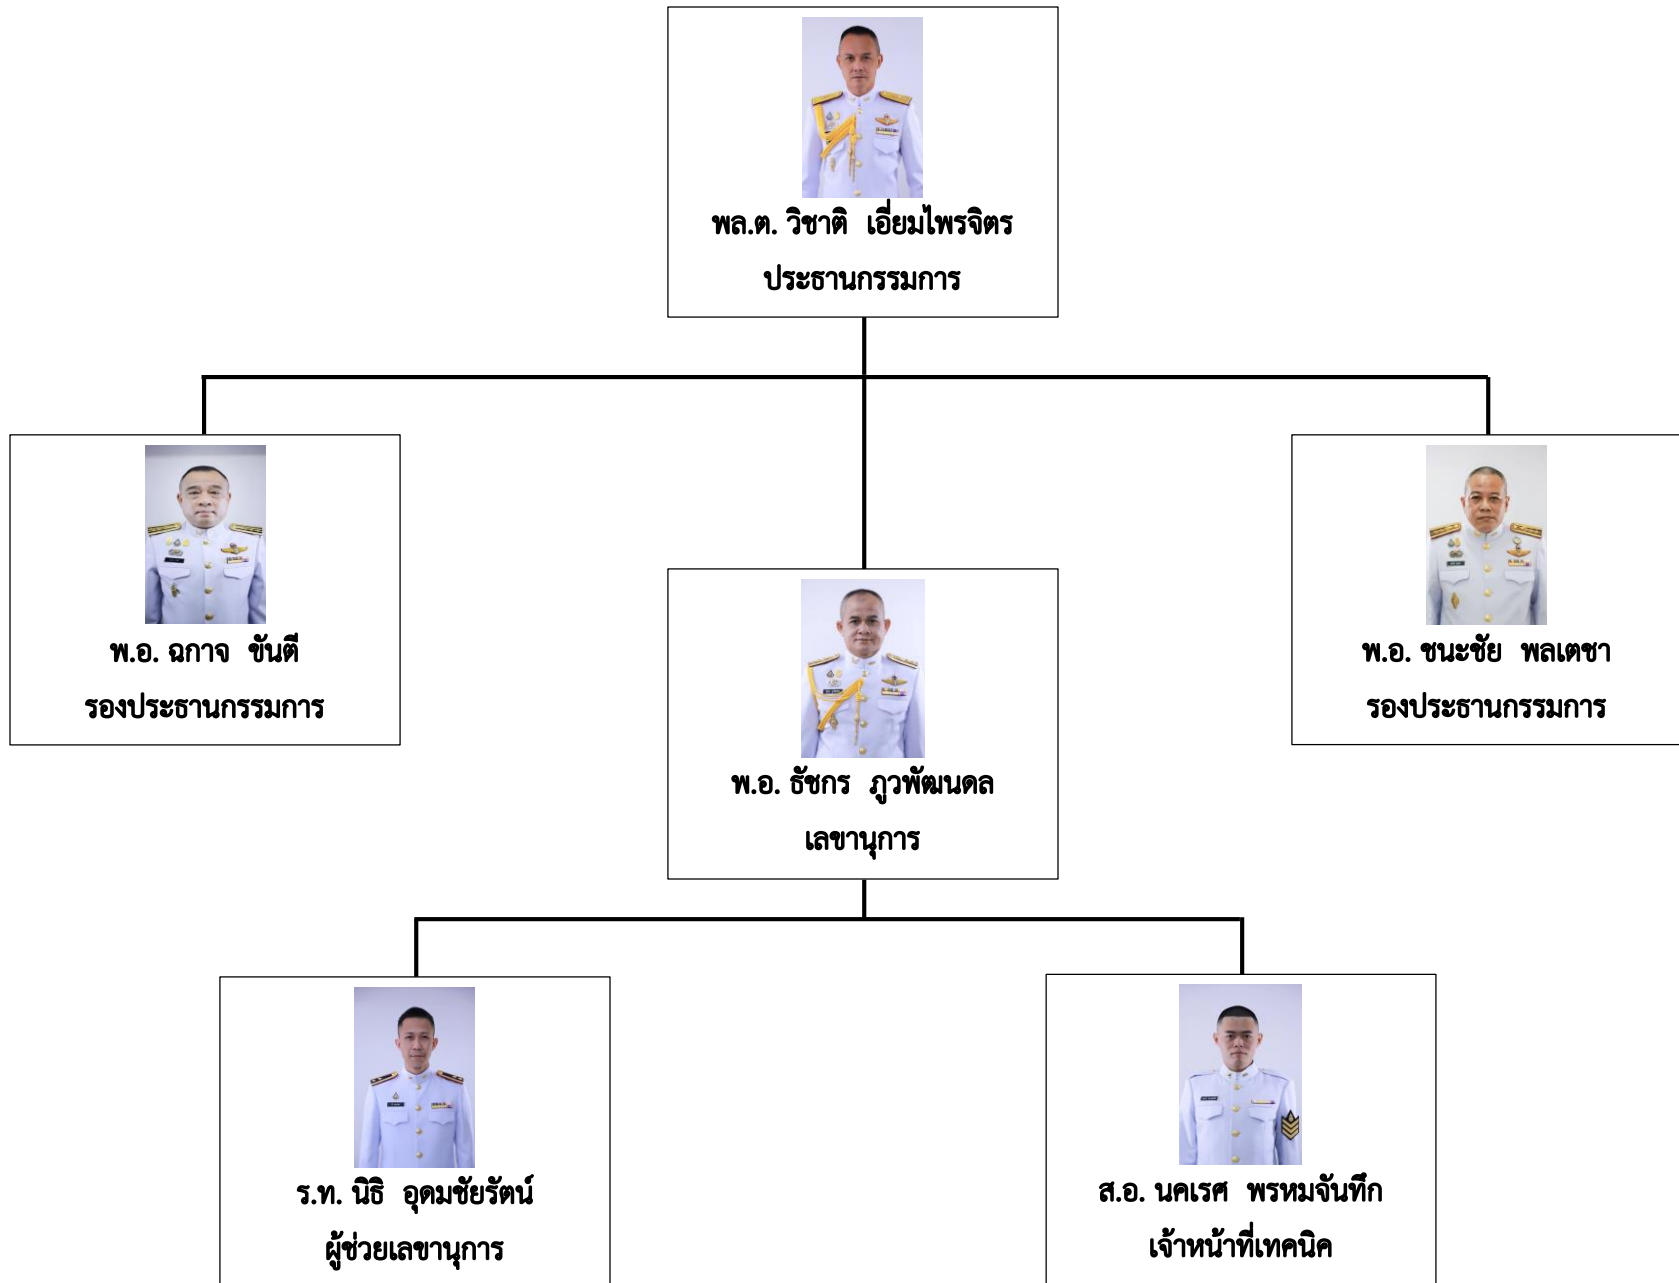 พล.ต. วิชาติ เอี่ยมไพรจิตร
ประธานกรรมการ
พ.อ. ฉกาจ ขันตี
รองประธานกรรมการ
พ.อ. ชนะชัย พลเตชา
รองประธานกรรมการ
พ.อ. ธัชกร ภูวพัฒนดล
เลขานุการ
ร.ท. นิธิ อุดมชัยรัตน์
ผู้ช่วยเลขานุการ
ส.อ. นคเรศ พรหมจันทึก
เจ้าหน้าที่เทคนิค